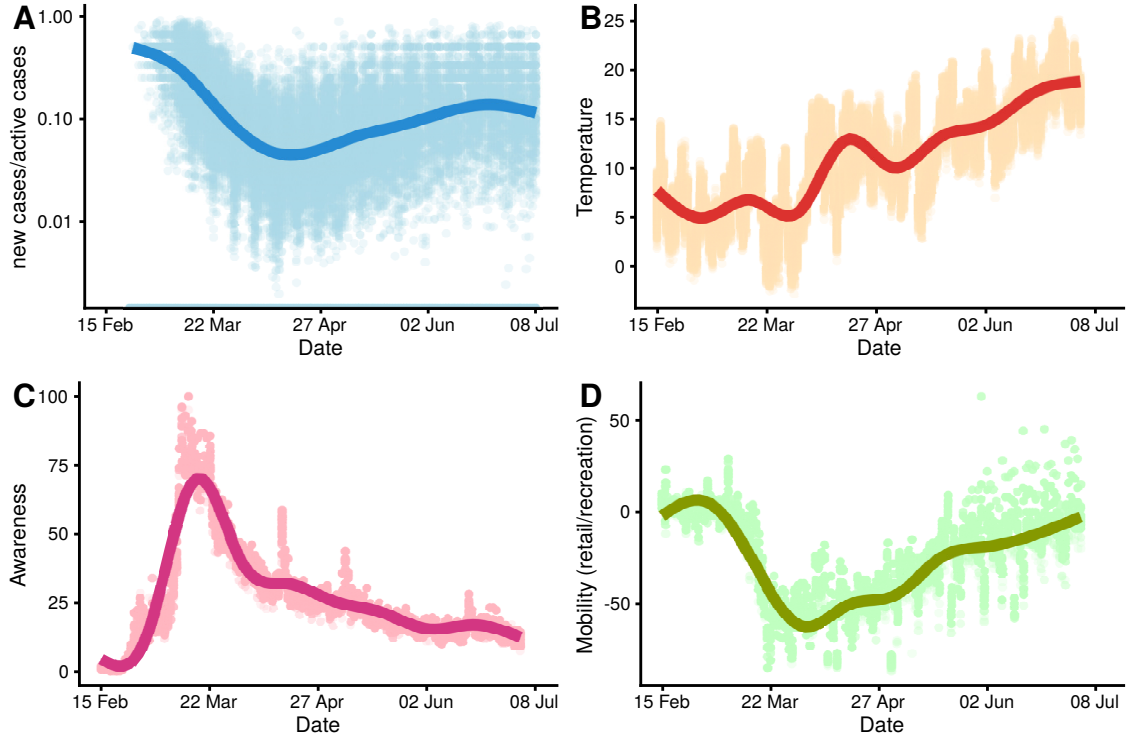 A
new cases/active cases
1.00
0.10
0.01
15 Feb 22 Mar 27 Apr 02 Jun 08 Jul
Date
B
Temperature
25
20
15
10
5
0
15 Feb 22 Mar 27 Apr 02 Jun 08 Jul
Date
C
Awareness
100
75
50
25
0
15 Feb 22 Mar 27 Apr 02 Jun 08 Jul
Date
D
Mobility (retail/recreation)
50
0
-50
15 Feb 22 Mar 27 Apr 02 Jun 08 Jul
Date